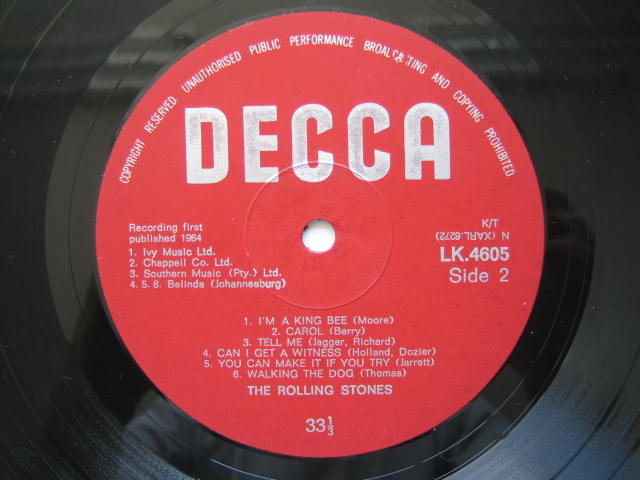 COPYRIGHT RESERVED UNAUTHORISED PUBLIC PERFORMANCE BROADCASTING AND COPYING PROHIBITED.
DECCA
Recording first
published 1964
1. Ivy Music Ltd.
2. Chappell Co. Ltd.
3. Southern Music (Pty.) Ltd.
4. 5. 6. Belinda (Johannesburg)
K/T
N (XARL.6272)
LK.4605
Side 2
1. I'M A KING BEE (Moore)
2. CAROL (Berry)
3. TELL ME (Jagger, Richard)
4. CAN I GET A WITNESS (Holland, Dozier)
5. YOU CAN MAKE IT IF YOU TRY (Jarrett)
6. WALKING THE DOG (Thomas)
THE ROLLING STONES
33⅓